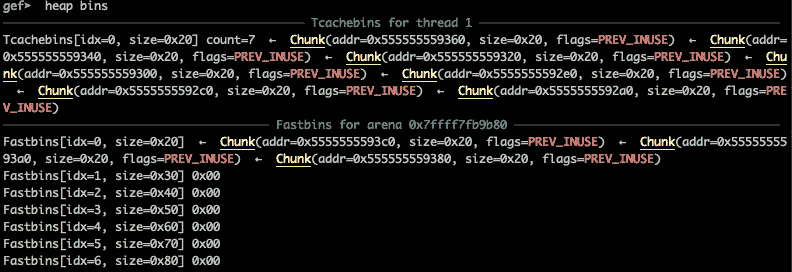 gef➤  heap bins
Tcachebins for thread 1
Tcachebins[idx=0, size=0x20] count=7  ←  Chunk(addr=0x555555559360, size=0x20, flags=PREV_INUSE)  ←  Chunk(addr=
0x555555559340, size=0x20, flags=PREV_INUSE)  ←  Chunk(addr=0x555555559320, size=0x20, flags=PREV_INUSE)  ←  Chu
nk(addr=0x555555559300, size=0x20, flags=PREV_INUSE)  ←  Chunk(addr=0x5555555592e0, size=0x20, flags=PREV_INUSE)
←  Chunk(addr=0x5555555592c0, size=0x20, flags=PREV_INUSE)  ←  Chunk(addr=0x5555555592a0, size=0x20, flags=PRE
V_INUSE)
Fastbins for arena 0x7ffff7fb9b80
Fastbins[idx=0, size=0x20]  ←  Chunk(addr=0x5555555593c0, size=0x20, flags=PREV_INUSE)  ←  Chunk(addr=0x55555555
93a0, size=0x20, flags=PREV_INUSE)  ←  Chunk(addr=0x555555559380, size=0x20, flags=PREV_INUSE)
Fastbins[idx=1, size=0x30] 0x00
Fastbins[idx=2, size=0x40] 0x00
Fastbins[idx=3, size=0x50] 0x00
Fastbins[idx=4, size=0x60] 0x00
Fastbins[idx=5, size=0x70] 0x00
Fastbins[idx=6, size=0x80] 0x00